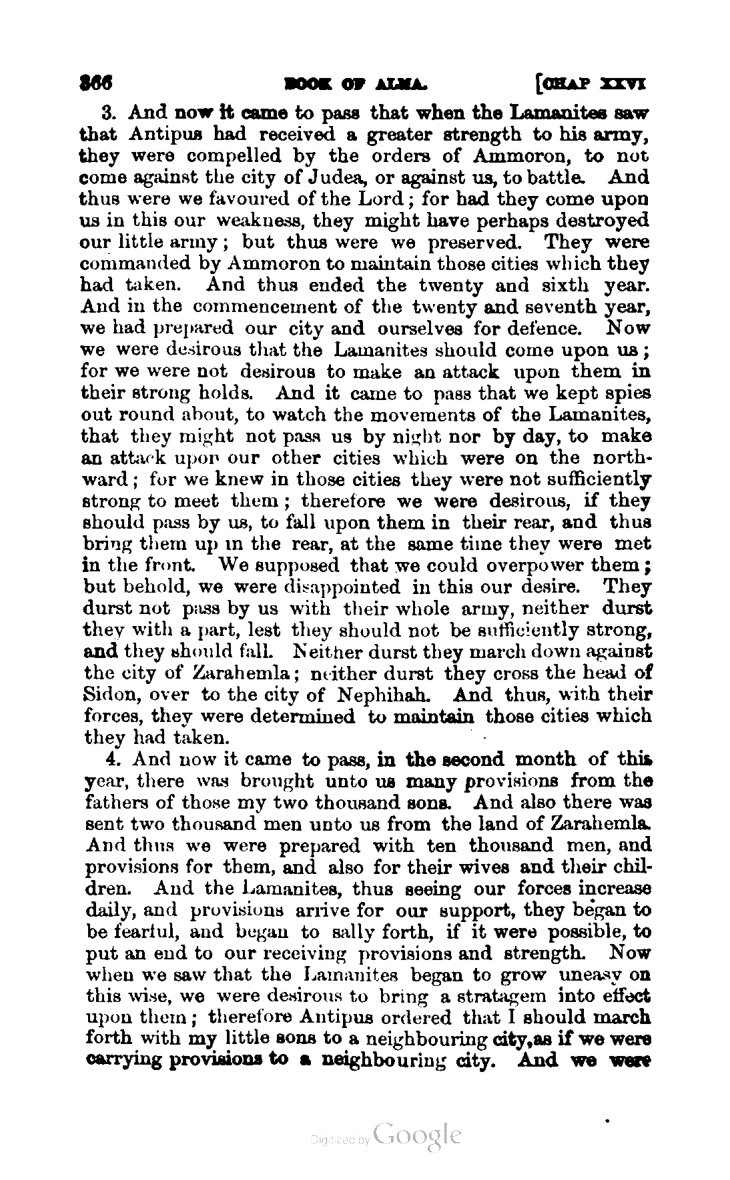 366 BOOK OF ALMA. [CHAP XXVI
3. And now it came to pass that when the Lamanites saw
that Antipus had received a greater strength to his army,
they were compelled by the orders of Ammoron, to not
come against the city of Judea, or against us, to battle. And
thus were we favoured of the Lord; for had they come upon
us in this our weakness, they might have perhaps destroyed
our little army; but thus were we preserved. They were
commanded by Ammoron to maintain those cities which they
had taken. And thus ended the twenty and sixth year.
And in the commencement of the twenty and seventh year,
we had prepared our city and ourselves for defence. Now
we were desirous that the Lamanites should come upon us;
for we were not desirous to make an attack upon them in
their strong holds. And it came to pass that we kept spies
out round about, to watch the movements of the Lamanites,
that they might not pass us by night nor by day, to make
an attack upon our other cities which were on the north-
ward; for we knew in those cities they were not sufficiently
strong to meet them; therefore we were desirous, if they
should pass by us, to fall upon them in their rear, and thus
bring them up in the rear, at the same time they were met
in the front. We supposed that we could overpower them;
but behold, we were disappointed in this our desire. They
durst not pass by us with their whole army, neither durst
they with a part, lest they should not be sufficiently strong,
and they should fall. Neither durst they march down against
the city of Zarahemla; neither durst they cross the head of
Sidon, over to the city of Nephihah. And thus, with their
forces, they were determined to maintain those cities which
they had taken.
4. And now it came to pass, in the second month of this
year, there was brought unto us many provisions from the
fathers of those my two thousand sons. And also there was
sent two thousand men unto us from the land of Zarahemla.
And thus we were prepared with ten thousand men, and
provisions for them, and also for their wives and their chil-
dren. And the Lamanites, thus seeing our forces increase
daily, and provisions arrive for our support, they began to
be fearful, and began to sally forth, if it were possible, to
put an end to our receiving provisions and strength. Now
when we saw that the Lamanites began to grow uneasy on
this wise, we were desirous to bring a stratagem into effect
upon them; therefore Antipus ordered that I should march
forth with my little sons to a neighbouring city, as if we were
carrying provisions to a neighbouring city. And we were
Digitized by Google